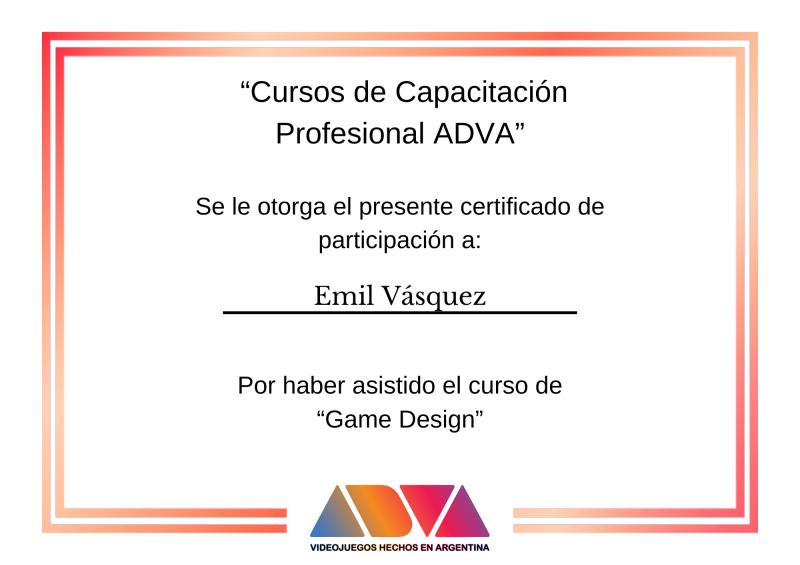 “Cursos de Capacitación
Profesional ADVA”
Se le otorga el presente certificado de
participación a:
Emil Vásquez
Por haber asistido el curso de
“Game Design”
ADVA
VIDEOJUEGOS HECHOS EN ARGENTINA